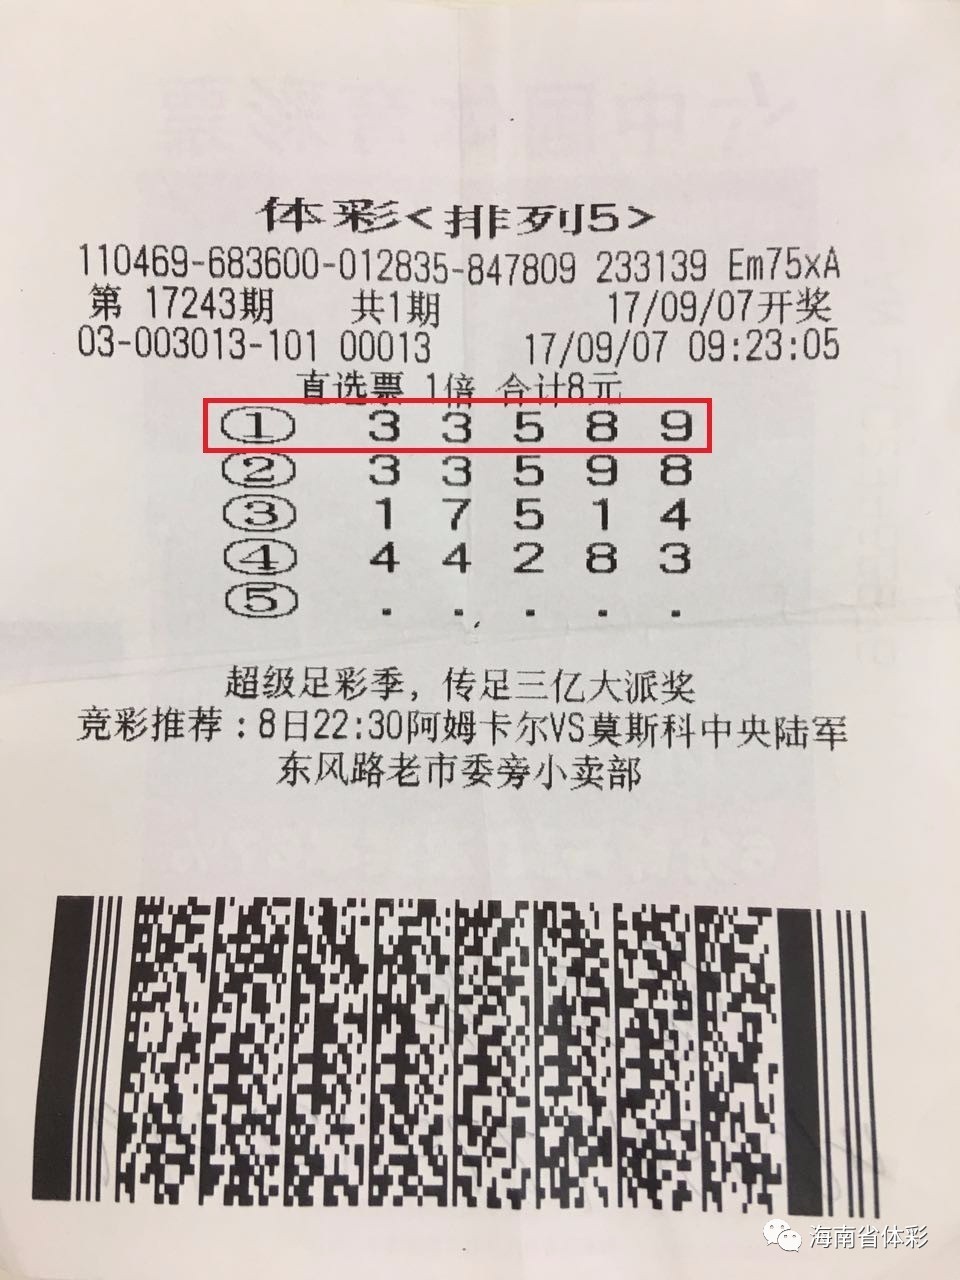 体彩<排列5>
110469-683600-012835-847809 233139 Em75xA
第 17243期 共1期 17/09/07开奖
03-003013-101 00013 17/09/07 09:23:05
直选票 1倍 合计8元
① 3 3 5 8 9
② 3 3 5 9 8
③ 1 7 5 1 4
④ 4 4 2 8 3
⑤ . . . . .
超级足彩季，传足三亿大派奖
竞彩推荐：8日22:30阿姆卡尔VS莫斯科中央陆军
东风路老市委旁小卖部
海南省体彩